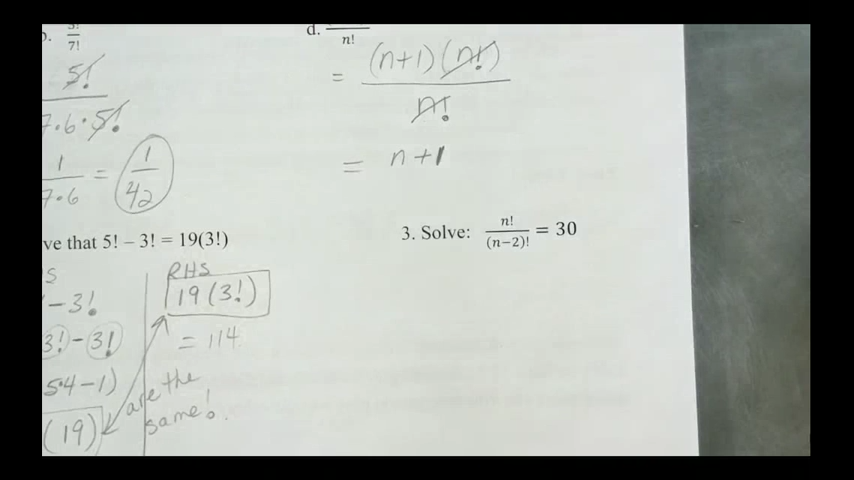 b. 5!/7!
5!
7·6·5!
1/7·6 = 1/42
d. n!
= (n+1)(n!)
n!
= n+1
ve that 5! – 3! = 19(3!)
S
RHS
- 3!
19(3!)
3! - 3!
= 114
5·4 - 1)
are the
same!
(19)
3. Solve: n!/(n−2)! = 30